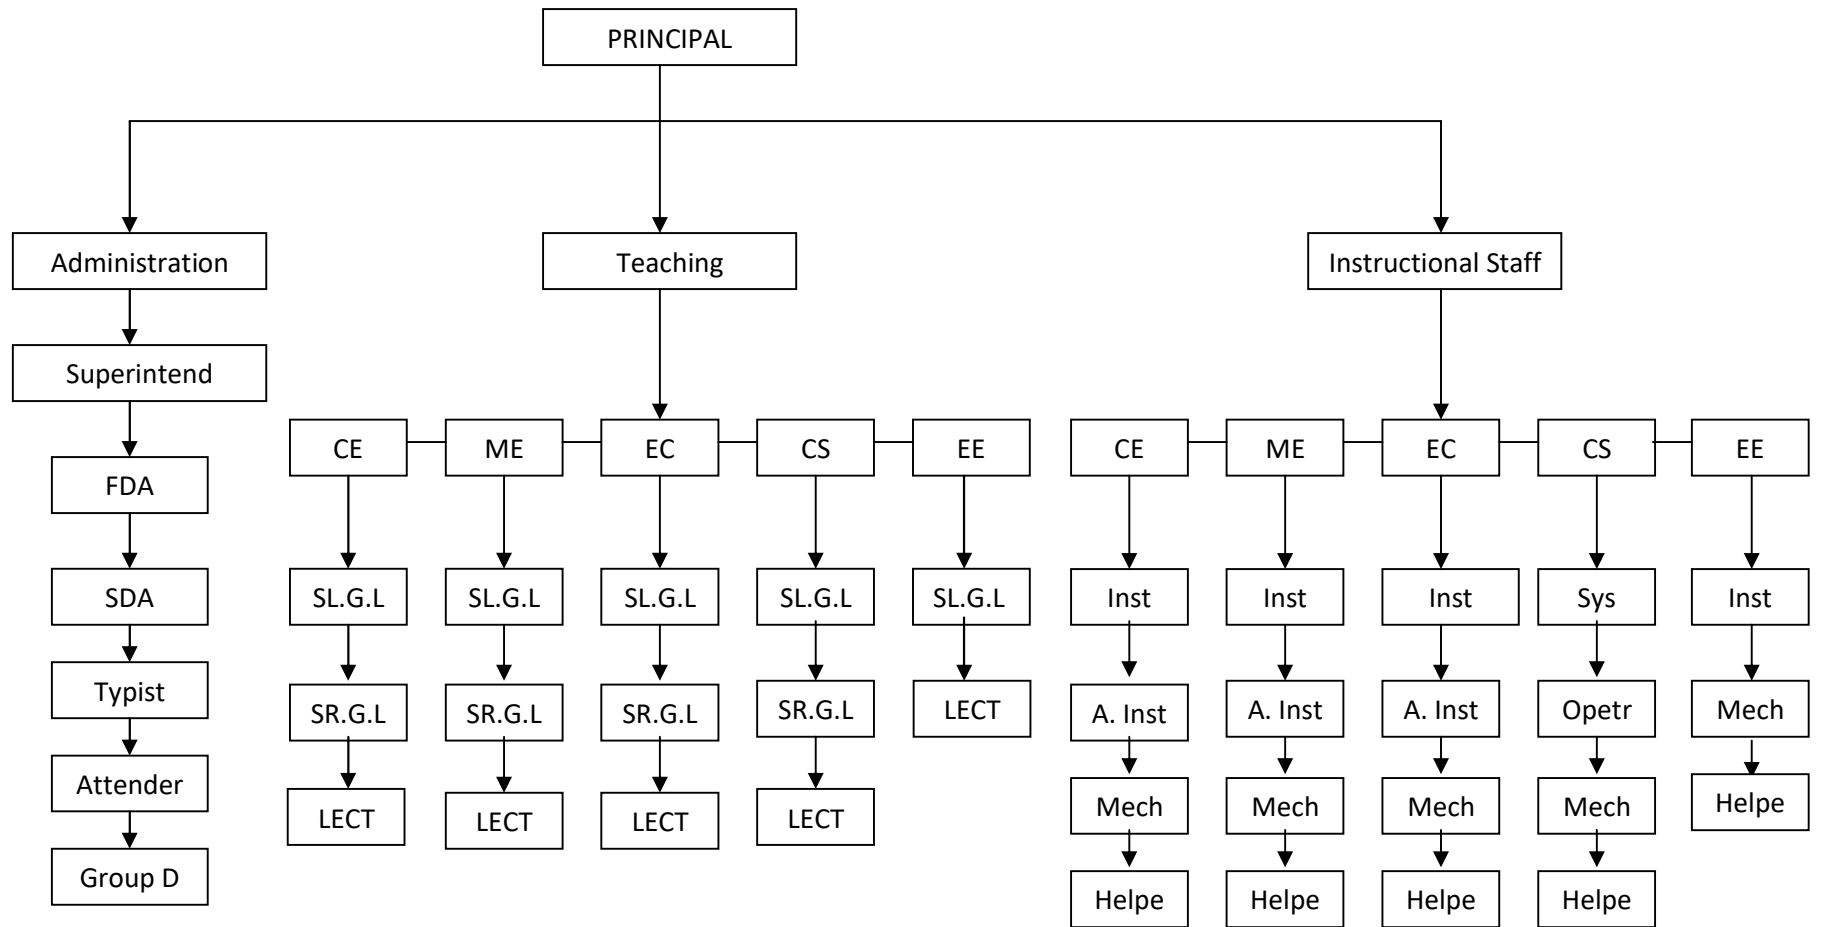 PRINCIPAL
Administration
Teaching
Instructional Staff
Superintend
CE
ME
EC
CS
EE
CE
ME
EC
CS
EE
FDA
SDA
SL.G.L
SL.G.L
SL.G.L
SL.G.L
SL.G.L
Inst
Inst
Inst
Sys
Inst
Typist
SR.G.L
SR.G.L
SR.G.L
SR.G.L
LECT
A. Inst
A. Inst
A. Inst
Opetr
Mech
Attender
LECT
LECT
LECT
LECT
Mech
Mech
Mech
Mech
Helpe
Group D
Helpe
Helpe
Helpe
Helpe